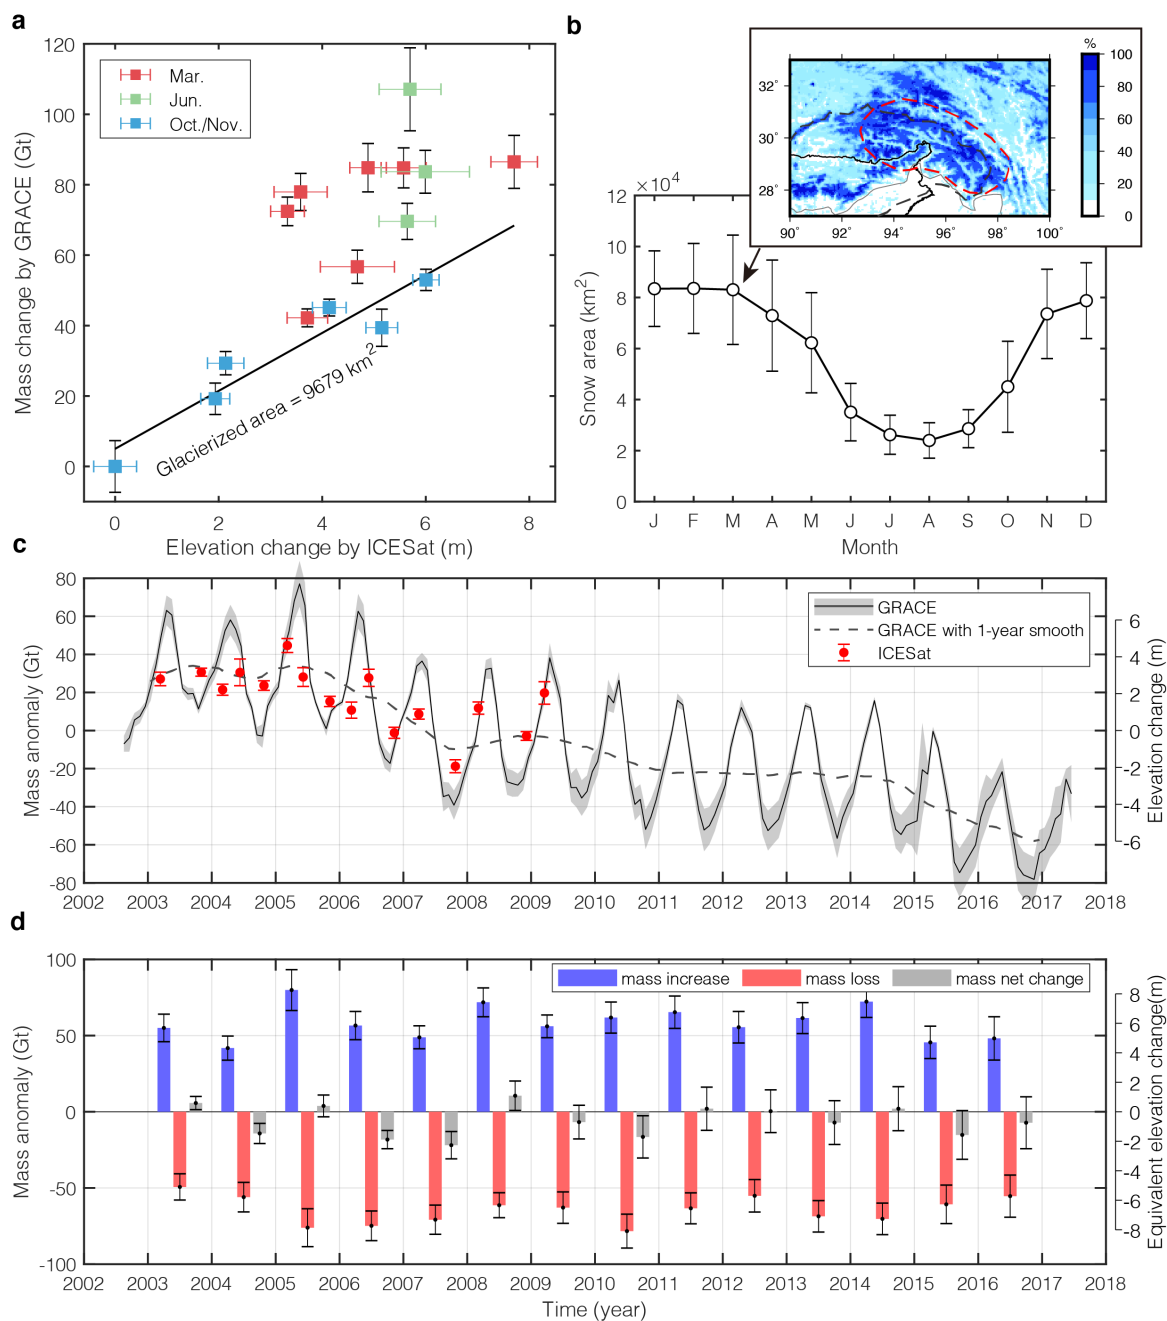 a
120
100
80
60
40
20
0
Mass change by GRACE (Gt)
Mar.
Jun.
Oct./Nov.
Glacierized area = 9679 km2
0 2 4 6 8
Elevation change by ICESat (m)
b
%
100
80
60
40
20
0
32°
30°
28°
90° 92° 94° 96° 98° 100°
×10^4
12
10
8
6
4
2
0
Snow area (km2)
J F M A M J J A S O N D
Month
c
80
60
40
20
0
-20
-40
-60
-80
Mass anomaly (Gt)
GRACE
GRACE with 1-year smooth
ICESat
6
4
2
0
-2
-4
-6
Elevation change (m)
2002 2003 2004 2005 2006 2007 2008 2009 2010 2011 2012 2013 2014 2015 2016 2017 2018
d
100
50
0
-50
-100
Mass anomaly (Gt)
mass increase mass loss mass net change
8
6
4
2
0
-2
-4
-6
-8
Equivalent elevation change(m)
2002 2003 2004 2005 2006 2007 2008 2009 2010 2011 2012 2013 2014 2015 2016 2017 2018
Time (year)